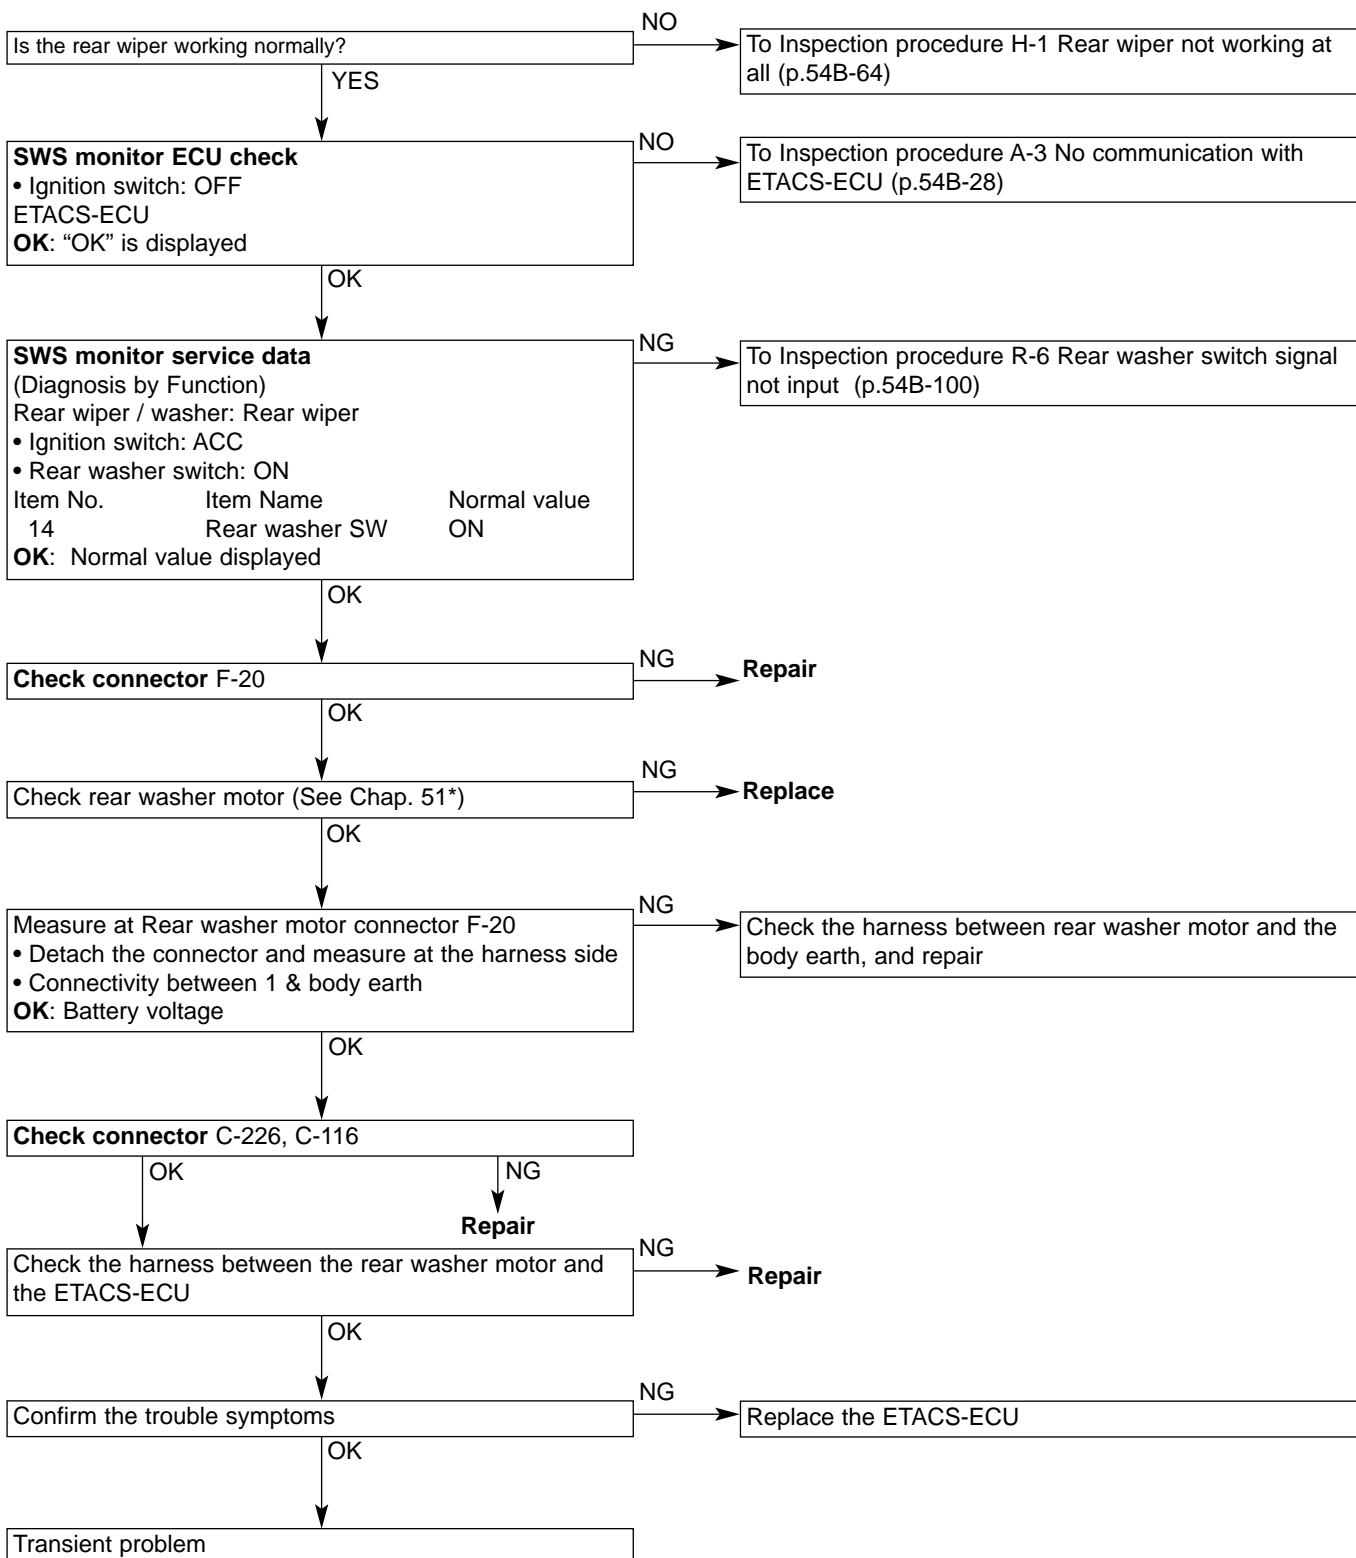 Is the rear wiper working normally?
NO
To Inspection procedure H-1 Rear wiper not working at
all (p.54B-64)
YES
SWS monitor ECU check
• Ignition switch: OFF
ETACS-ECU
OK: “OK” is displayed
NO
To Inspection procedure A-3 No communication with
ETACS-ECU (p.54B-28)
OK
SWS monitor service data
(Diagnosis by Function)
Rear wiper / washer: Rear wiper
• Ignition switch: ACC
• Rear washer switch: ON
Item No. Item Name Normal value
14 Rear washer SW ON
OK: Normal value displayed
NG
To Inspection procedure R-6 Rear washer switch signal
not input (p.54B-100)
OK
Check connector F-20
NG
Repair
OK
Check rear washer motor (See Chap. 51*)
NG
Replace
OK
Measure at Rear washer motor connector F-20
• Detach the connector and measure at the harness side
• Connectivity between 1 & body earth
OK: Battery voltage
NG
Check the harness between rear washer motor and the
body earth, and repair
OK
Check connector C-226, C-116
OK
NG
Repair
Check the harness between the rear washer motor and
the ETACS-ECU
NG
Repair
OK
Confirm the trouble symptoms
NG
Replace the ETACS-ECU
OK
Transient problem